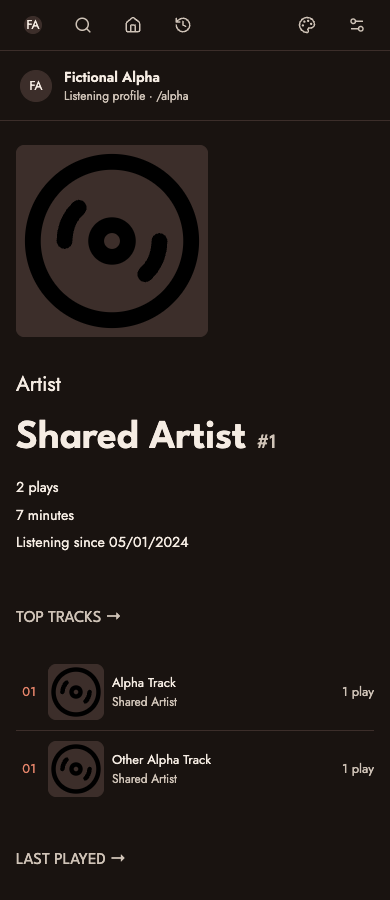 FA
FA
Fictional Alpha
Listening profile · /alpha
Artist
Shared Artist #1
2 plays
7 minutes
Listening since 05/01/2024
TOP TRACKS →
01
Alpha Track
Shared Artist
1 play
01
Other Alpha Track
Shared Artist
1 play
LAST PLAYED →